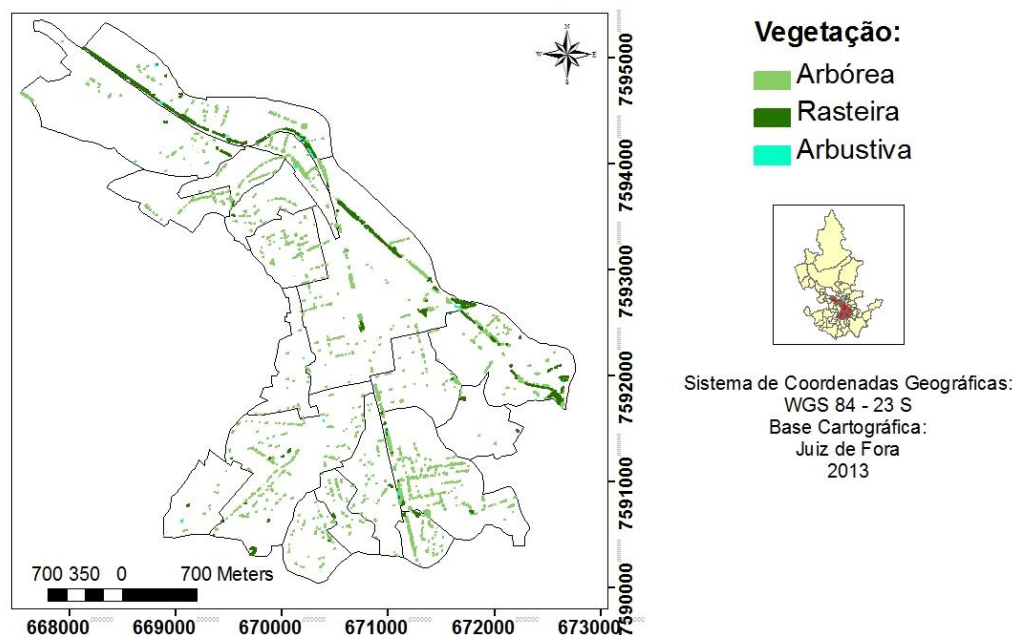 N
W
E
S
7595000
7594000
7593000
7592000
7591000
7590000
700 350 0 700 Meters
668000 669000 670000 671000 672000 673000
Vegetação:
Arbórea
Rasteira
Arbustiva
Sistema de Coordenadas Geográficas:
WGS 84 - 23 S
Base Cartográfica:
Juiz de Fora
2013